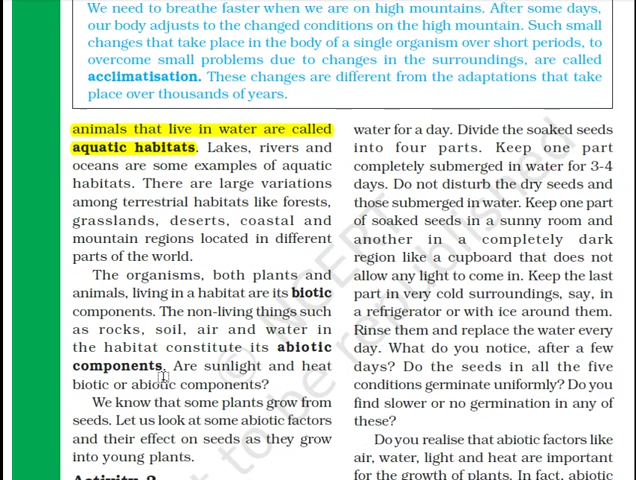 We need to breathe faster when we are on high mountains. After some days,
our body adjusts to the changed conditions on the high mountain. Such small
changes that take place in the body of a single organism over short periods, to
overcome small problems due to changes in the surroundings, are called
acclimatisation. These changes are different from the adaptations that take
place over thousands of years.
animals that live in water are called
aquatic habitats. Lakes, rivers and
oceans are some examples of aquatic
habitats. There are large variations
among terrestrial habitats like forests,
grasslands, deserts, coastal and
mountain regions located in different
parts of the world.
The organisms, both plants and
animals, living in a habitat are its biotic
components. The non-living things such
as rocks, soil, air and water in
the habitat constitute its abiotic
components. Are sunlight and heat
biotic or abiotic components?
We know that some plants grow from
seeds. Let us look at some abiotic factors
and their effect on seeds as they grow
into young plants.
Activity 2
water for a day. Divide the soaked seeds
into four parts. Keep one part
completely submerged in water for 3-4
days. Do not disturb the dry seeds and
those submerged in water. Keep one part
of soaked seeds in a sunny room and
another in a completely dark
region like a cupboard that does not
allow any light to come in. Keep the last
part in very cold surroundings, say, in
a refrigerator or with ice around them.
Rinse them and replace the water every
day. What do you notice, after a few
days? Do the seeds in all the five
conditions germinate uniformly? Do you
find slower or no germination in any of
these?
Do you realise that abiotic factors like
air, water, light and heat are important
for the growth of plants. In fact, abiotic
© NCERT
not to be republished